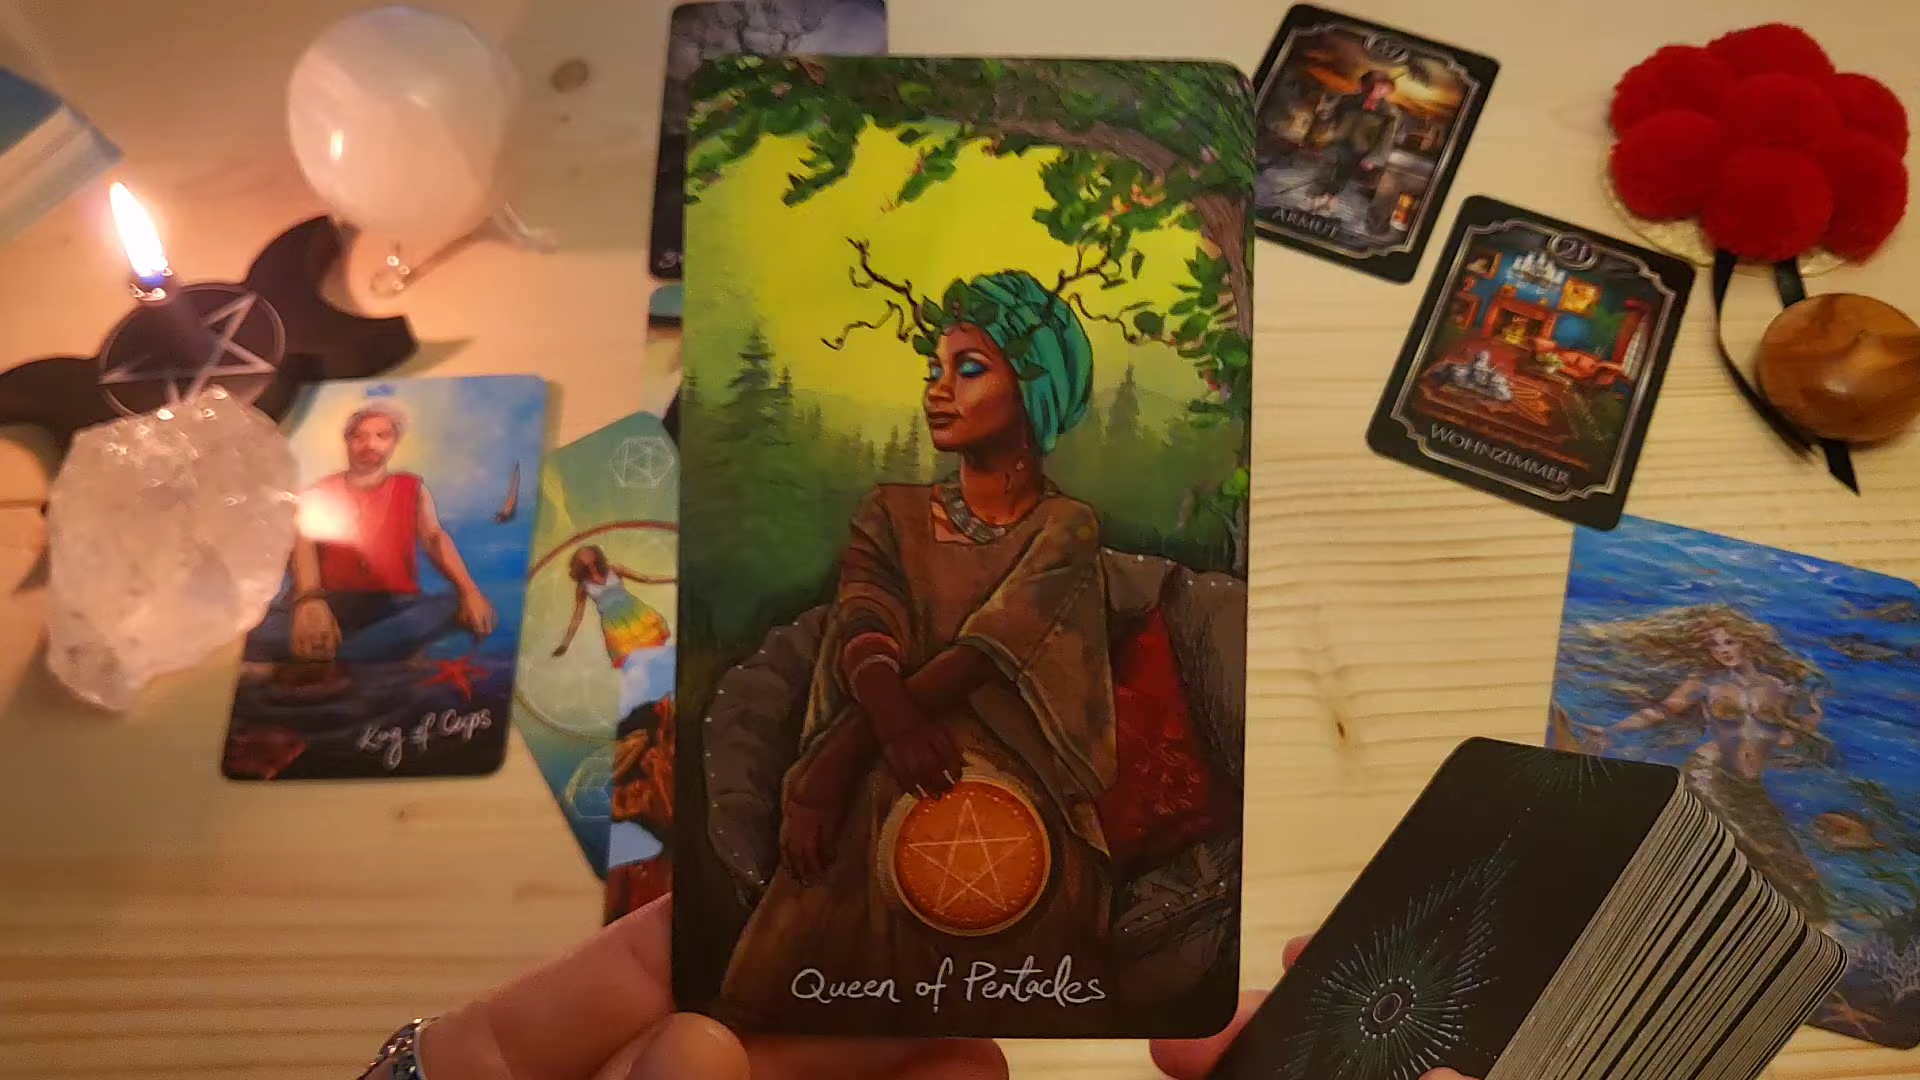 ARMUT
21
WOHNZIMMER
King of Cups
Queen of Pentacles